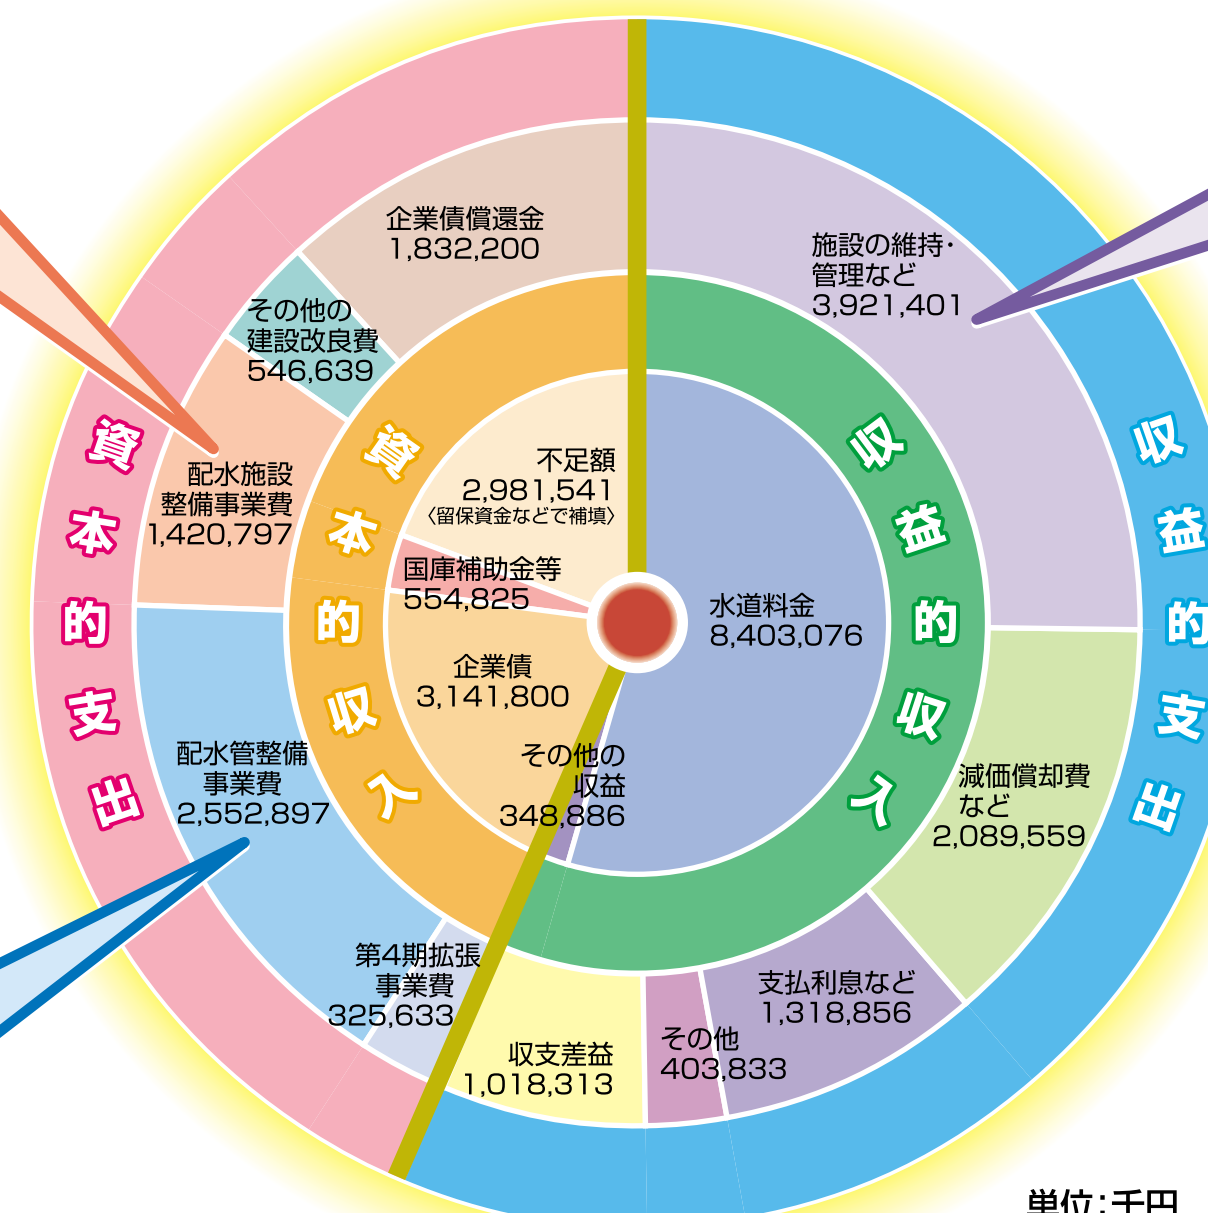 企業債償還金
1,832,200
施設の維持・
管理など
3,921,401
その他の
建設改良費
546,639
配水施設
整備事業費
1,420,797
不足額
2,981,541
〈留保資金などで補填〉
国庫補助金等
554,825
水道料金
8,403,076
企業債
3,141,800
その他の
収益
348,886
配水管整備
事業費
2,552,897
減価償却費
など
2,089,559
第4期拡張
事業費
325,633
支払利息など
1,318,856
その他
403,833
収支差益
1,018,313
資本的支出
資本的収入
収益的収入
収益的支出
単位:千円